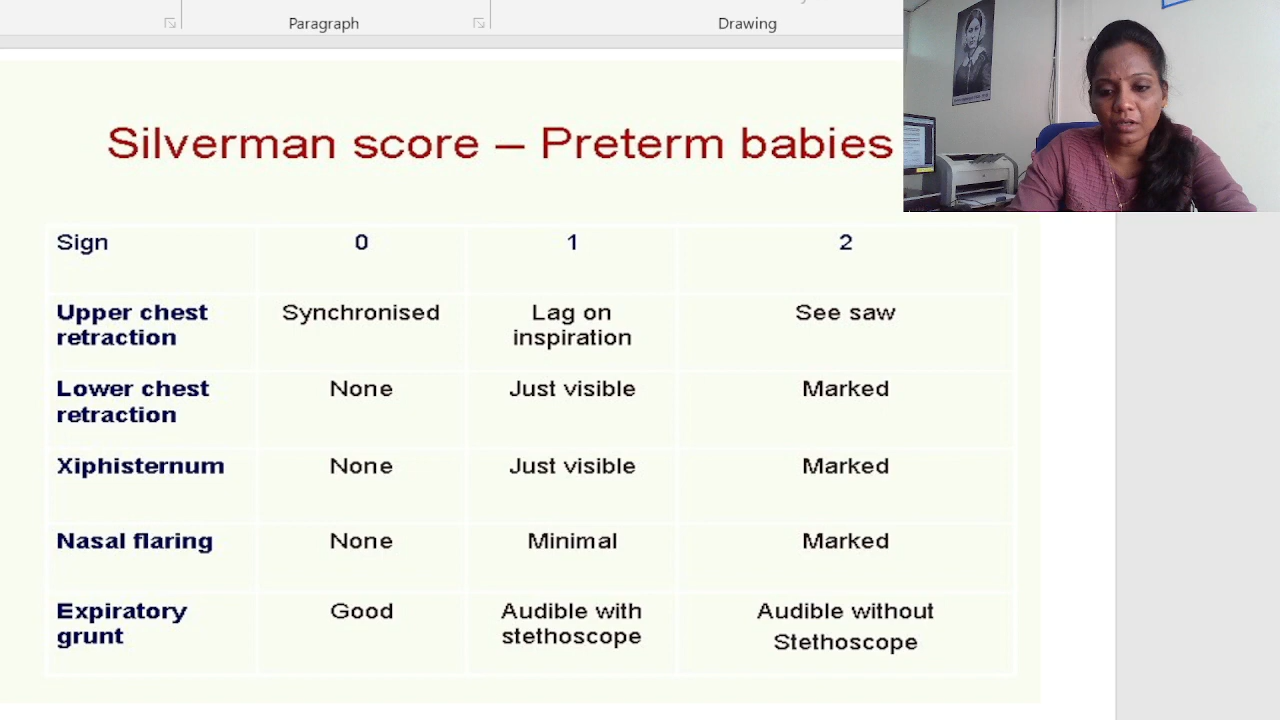 Paragraph
Drawing
Silverman score – Preterm babies
Sign 0 1 2
Upper chest retraction Synchronised Lag on inspiration See saw
Lower chest retraction None Just visible Marked
Xiphisternum None Just visible Marked
Nasal flaring None Minimal Marked
Expiratory grunt Good Audible with stethoscope Audible without Stethoscope